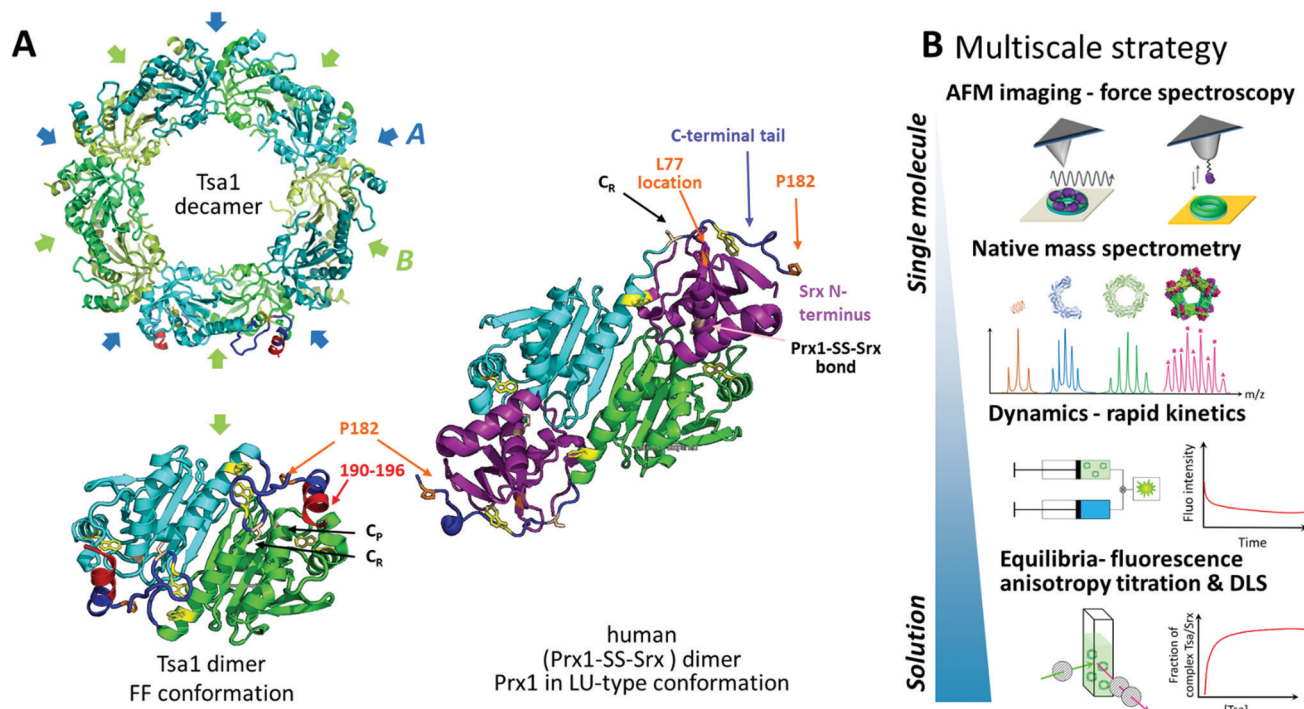 A
Tsa1
decamer
A
B
P182
190-196
CP
CR
Tsa1 dimer
FF conformation
CR
L77
location
C-terminal tail
P182
Srx N-
terminus
Prx1-SS-Srx
bond
human
(Prx1-SS-Srx ) dimer
Prx1 in LU-type conformation
B Multiscale strategy
Single molecule
Solution
AFM imaging - force spectroscopy
Native mass spectrometry
m/z
Dynamics - rapid kinetics
Fluo intensity
Time
Equilibria- fluorescence
anisotropy titration & DLS
Fraction of
complex Tsa/Srx
[Tsa]